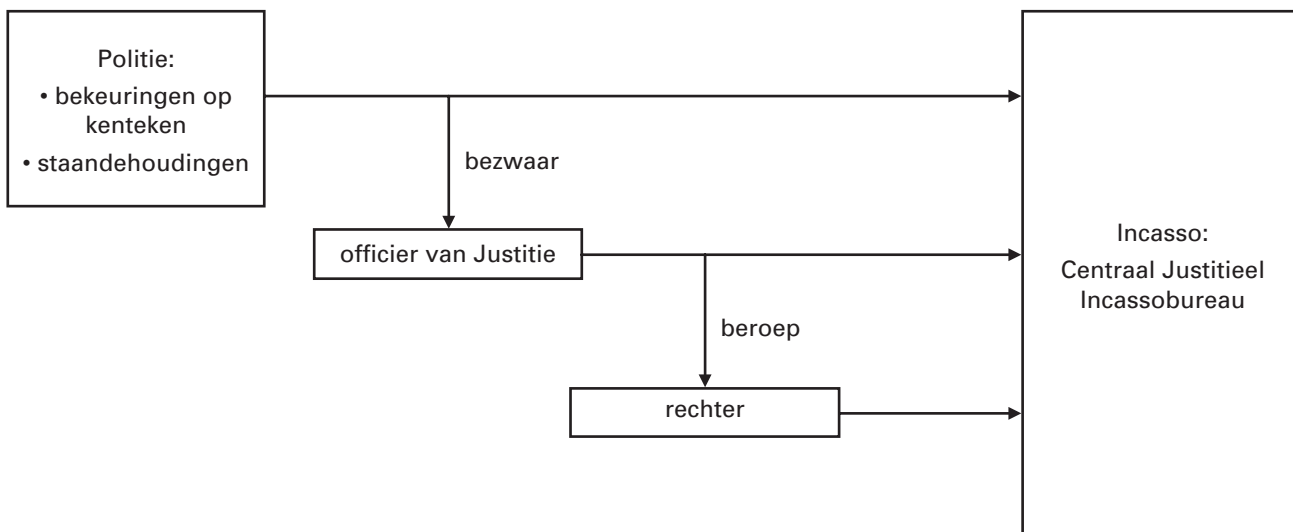 Politie:
• bekeuringen op
kenteken
• staandehoudingen
bezwaar
officier van Justitie
beroep
rechter
Incasso:
Centraal Justitieel
Incassobureau